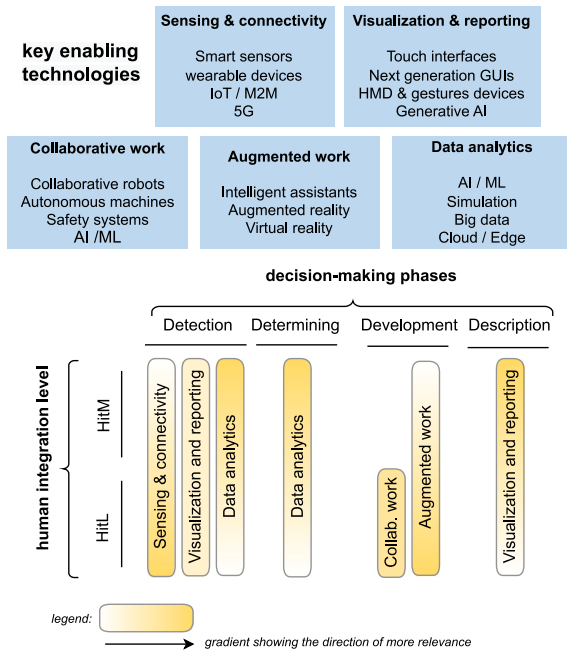 key enabling
technologies
Sensing & connectivity
Smart sensors
wearable devices
IoT / M2M
5G
Visualization & reporting
Touch interfaces
Next generation GUIs
HMD & gestures devices
Generative AI
Collaborative work
Collaborative robots
Autonomous machines
Safety systems
AI /ML
Augmented work
Intelligent assistants
Augmented reality
Virtual reality
Data analytics
AI / ML
Simulation
Big data
Cloud / Edge
decision-making phases
Detection
Determining
Development
Description
human integration level
HitM
HitL
Sensing & connectivity
Visualization and reporting
Data analytics
Data analytics
Collab. work
Augmented work
Visualization and reporting
legend:
gradient showing the direction of more relevance